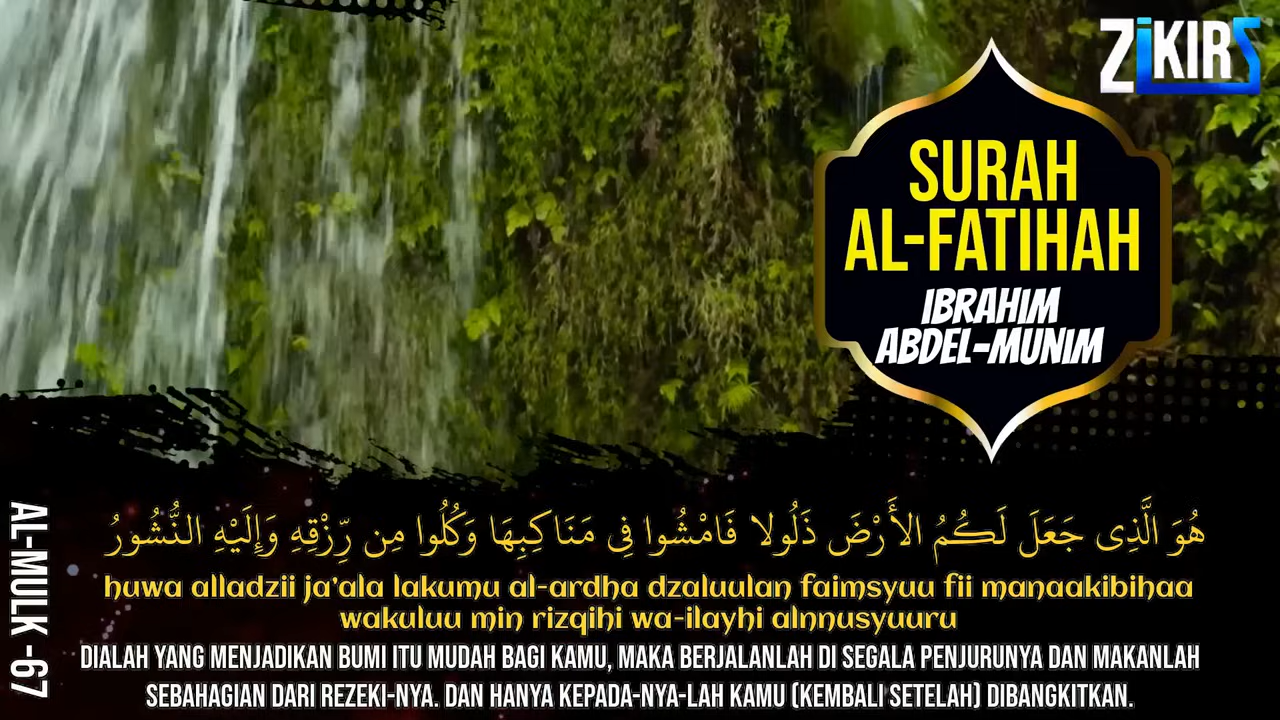 ZiKIRS
SURAH
AL-FATIHAH
IBRAHIM
ABDEL-MUNIM
AL-MULK -67
هُوَ الَّذِى جَعَلَ لَكُمُ الأَرْضَ ذَلُولا فَامْشُوا فِى مَنَاكِبِهَا وَكُلُوا مِن رِّزْقِهِ وَإِلَيْهِ النُّشُورُ
huwa alladzii ja'ala lakumu al-ardha dzaluulan faimsyuu fii manaakibihaa
wakuluu min rizqihi wa-ilayhi alnnusyuuru
DIALAH YANG MENJADIKAN BUMI ITU MUDAH BAGI KAMU, MAKA BERJALANLAH DI SEGALA PENJURUNYA DAN MAKANLAH
SEBAHAGIAN DARI REZEKI-NYA. DAN HANYA KEPADA-NYA-LAH KAMU (KEMBALI SETELAH) DIBANGKITKAN.